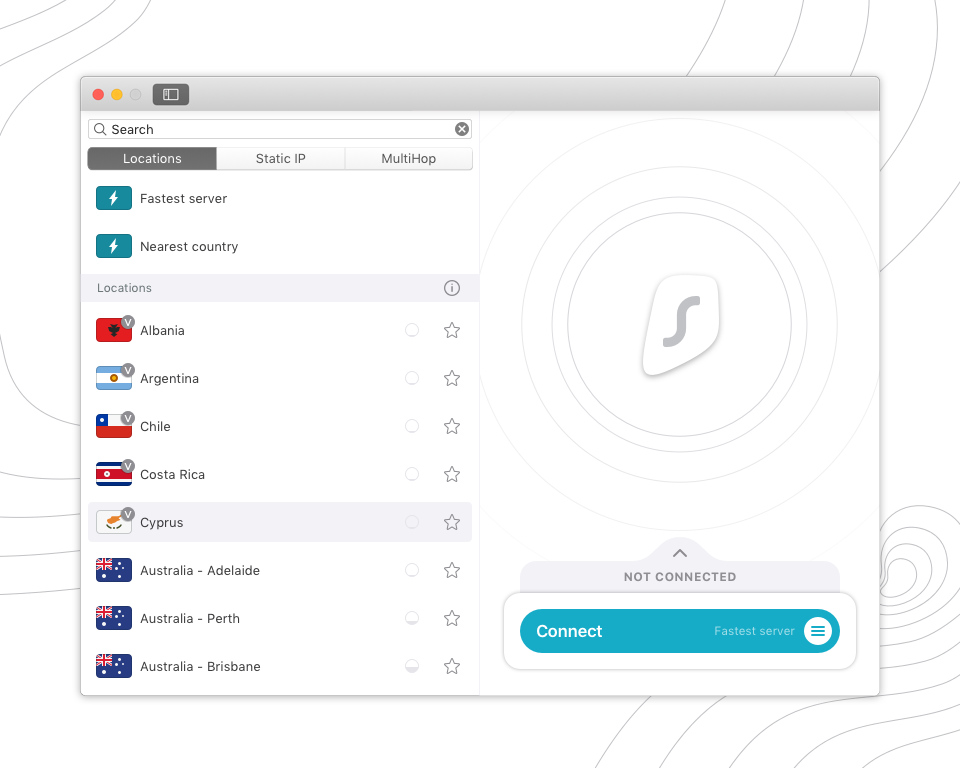 Search
Locations
Static IP
MultiHop
Fastest server
Nearest country
Locations
V
Albania
V
Argentina
V
Chile
V
Costa Rica
V
Cyprus
Australia - Adelaide
Australia - Perth
Australia - Brisbane
NOT CONNECTED
Connect
Fastest server